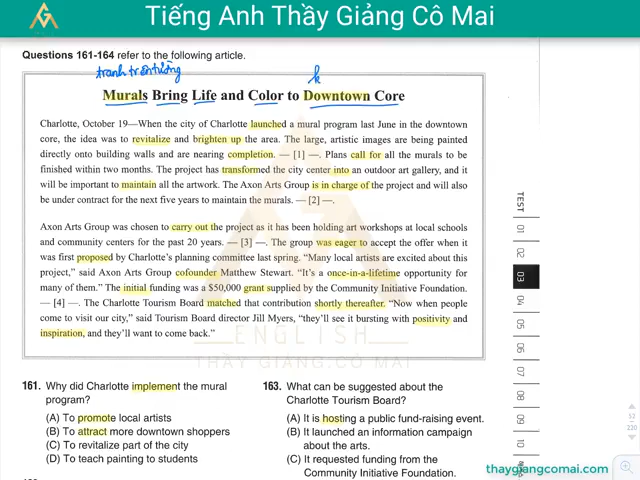 Tiếng Anh Thầy Giảng Cô Mai
Questions 161-164 refer to the following article.
tranh trên tường
k
Murals Bring Life and Color to Downtown Core
Charlotte, October 19—When the city of Charlotte launched a mural program last June in the downtown
core, the idea was to revitalize and brighten up the area. The large, artistic images are being painted
directly onto building walls and are nearing completion. — [1] —. Plans call for all the murals to be
finished within two months. The project has transformed the city center into an outdoor art gallery, and it
will be important to maintain all the artwork. The Axon Arts Group is in charge of the project and will also
be under contract for the next five years to maintain the murals. — [2] —.
Axon Arts Group was chosen to carry out the project as it has been holding art workshops at local schools
and community centers for the past 20 years. — [3] —. The group was eager to accept the offer when it
was first proposed by Charlotte's planning committee last spring. “Many local artists are excited about this
project,” said Axon Arts Group cofounder Matthew Stewart. “It's a once-in-a-lifetime opportunity for
many of them.” The initial funding was a $50,000 grant supplied by the Community Initiative Foundation.
— [4] —. The Charlotte Tourism Board matched that contribution shortly thereafter. “Now when people
come to visit our city,” said Tourism Board director Jill Myers, “they'll see it bursting with positivity and
inspiration, and they'll want to come back.”
ENGLISH
THAY GIẢNG CÔ MAI
161. Why did Charlotte implement the mural
program?
(A) To promote local artists
(B) To attract more downtown shoppers
(C) To revitalize part of the city
(D) To teach painting to students
163. What can be suggested about the
Charlotte Tourism Board?
(A) It is hosting a public fund-raising event.
(B) It launched an information campaign
about the arts.
(C) It requested funding from the
Community Initiative Foundation.
TEST
01
02
03
04
05
06
07
08
09
10
52
220
thaygiangcomai.com